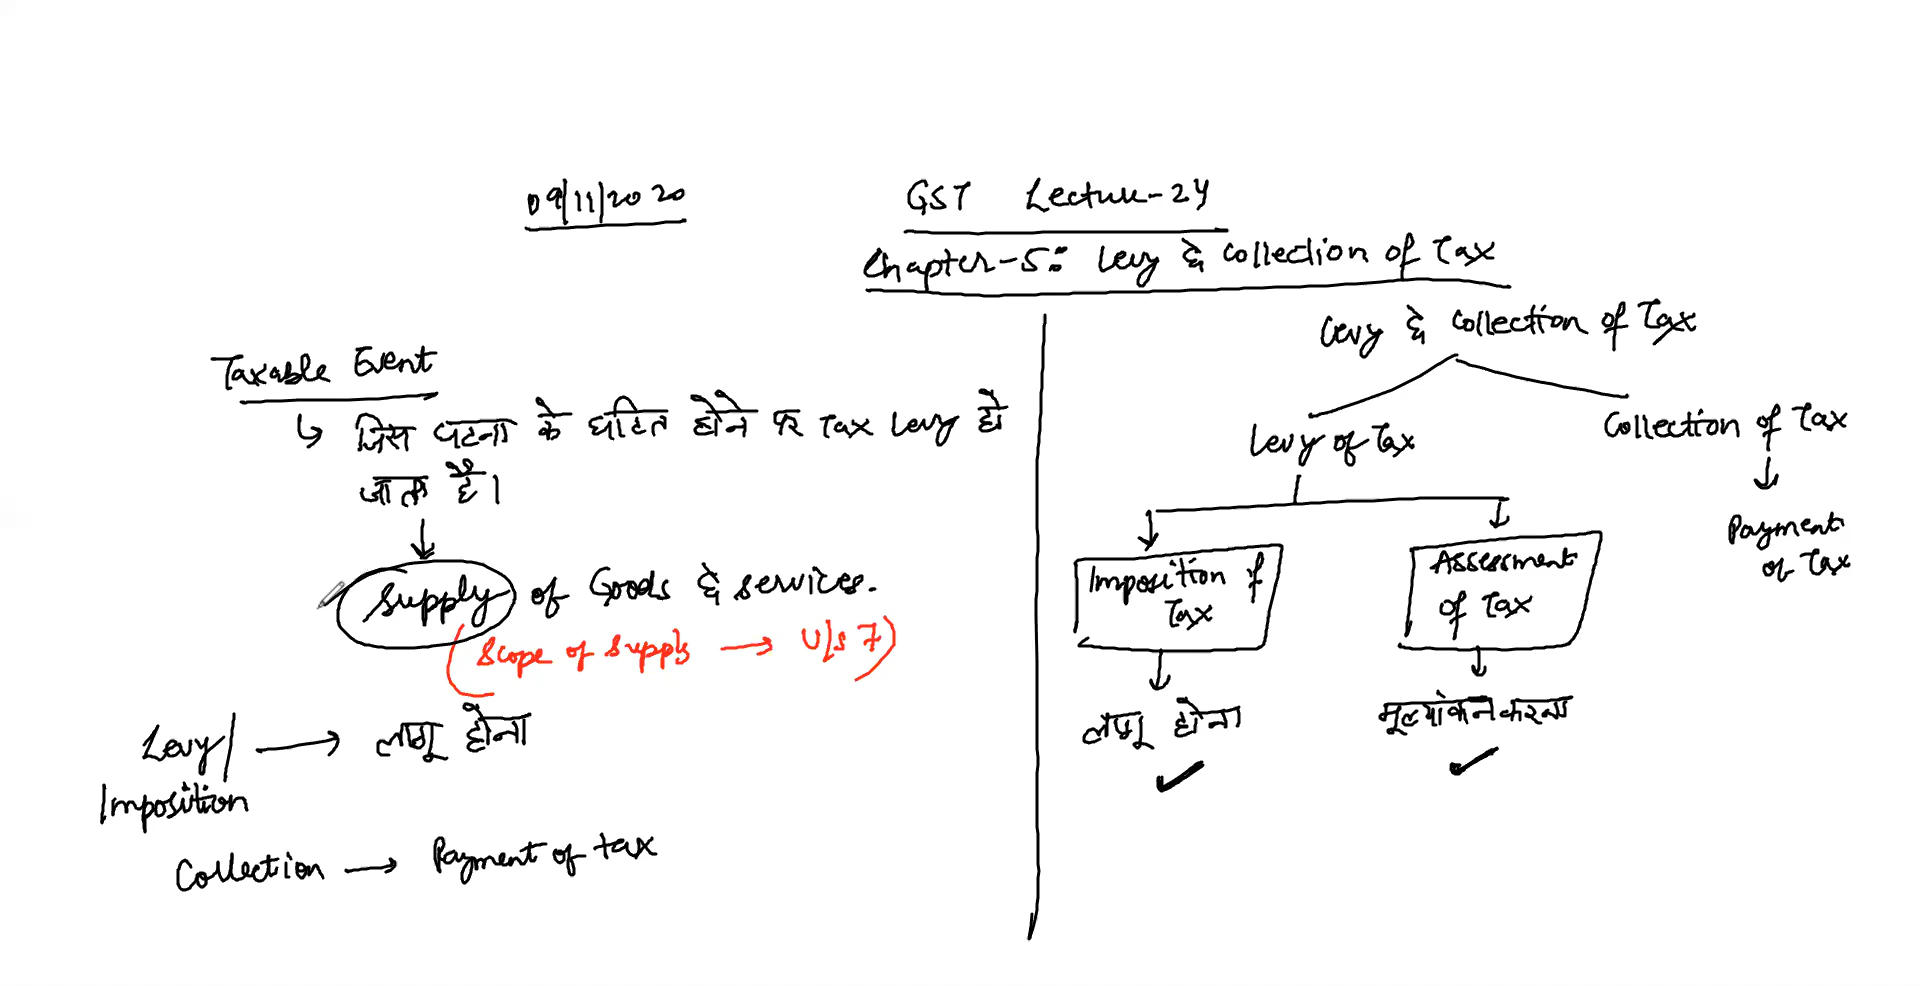 09/11/2020
GST Lecture-24
Chapter-5: Levy & Collection of Tax
Taxable Event
↳ जिस घटना के घटित होने पर Tax Levy हो
जाता है।
Supply of Goods & services.
(Scope of supply → U/s 7)
Levy/
Imposition → लागू होना
Collection → Payment of tax
Levy & Collection of Tax
Levy of Tax
Collection of Tax
Imposition of
Tax
Assessment
of Tax
Payment
of Tax
लागू होना
मूल्यांकन करना